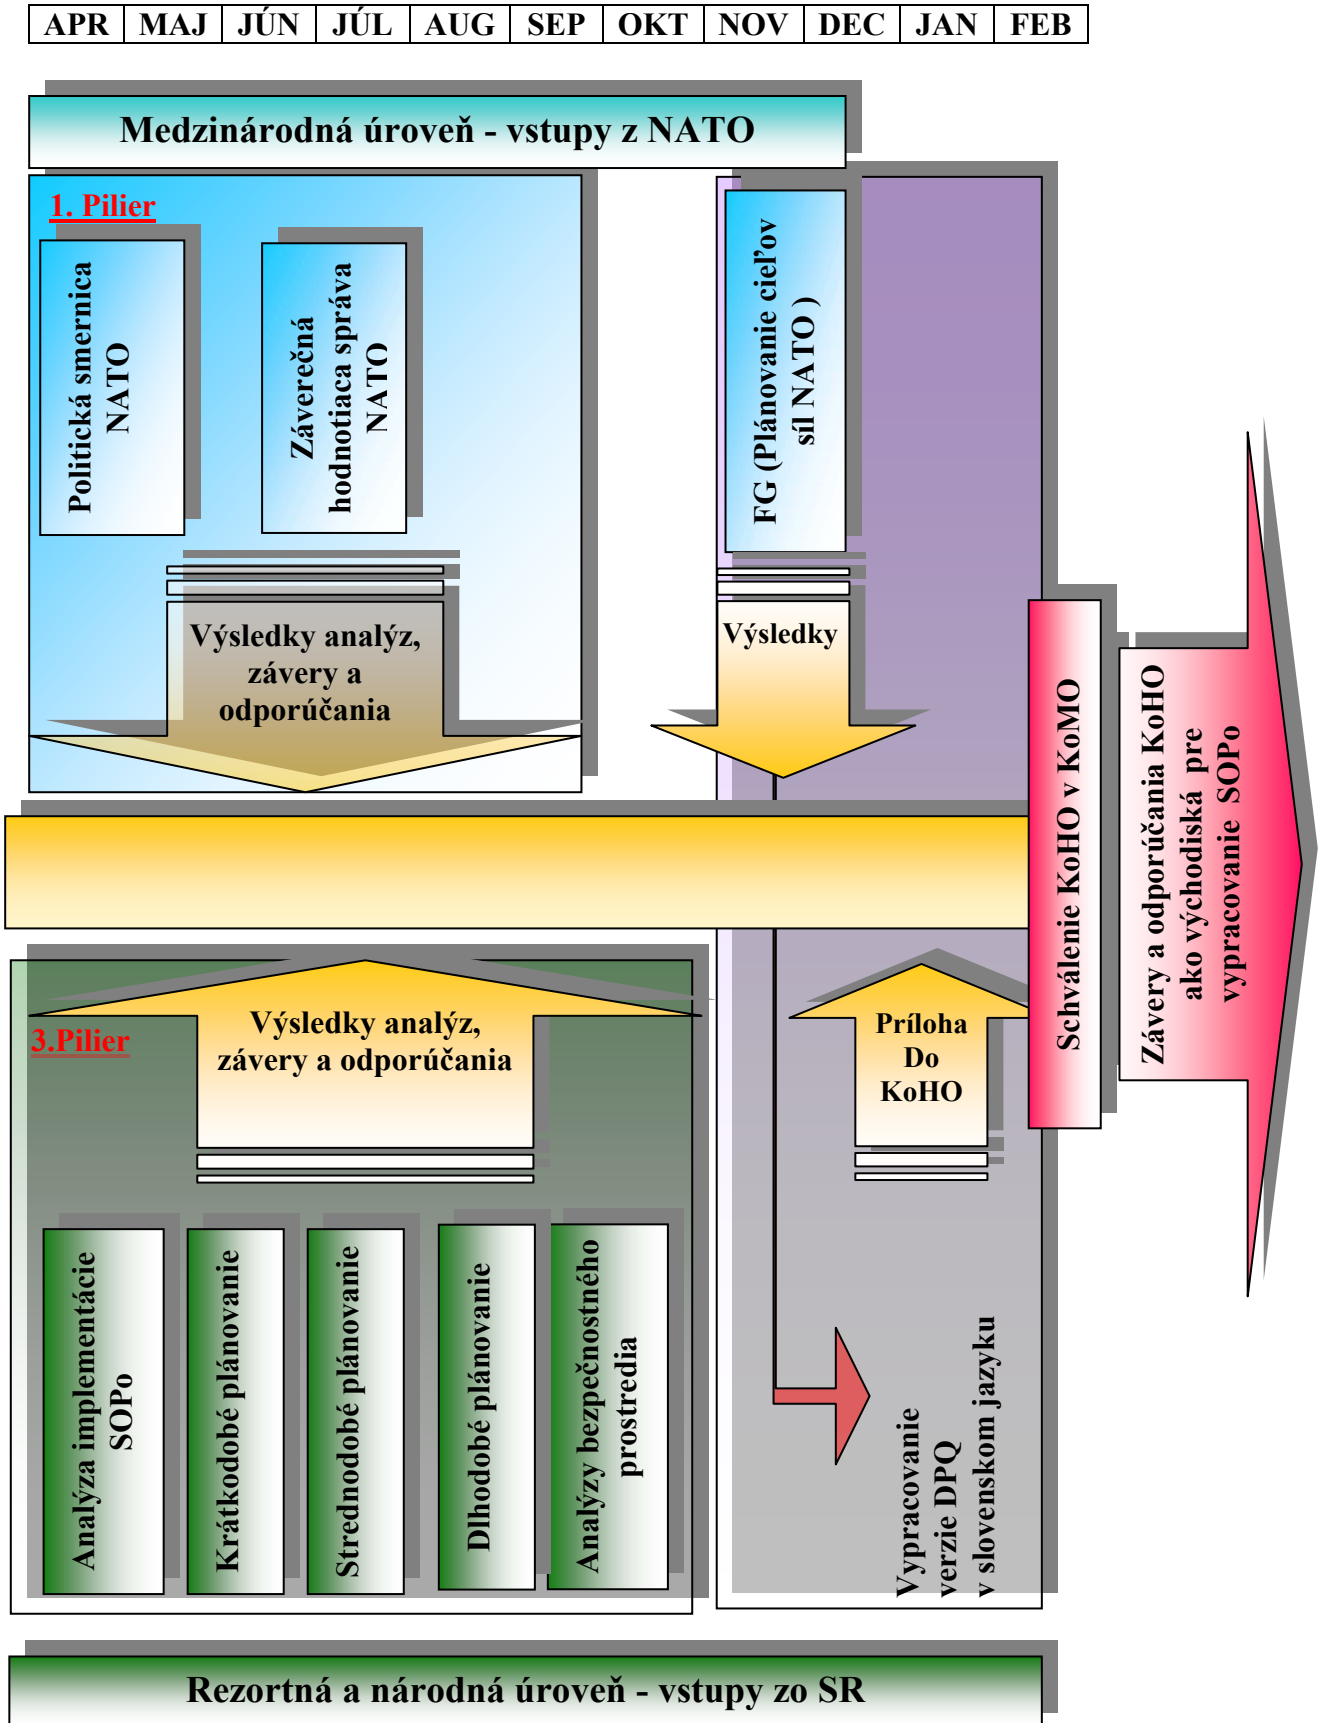 APR MAJ JÚN JÚL AUG SEP OKT NOV DEC JAN FEB
Medzinárodná úroveň - vstupy z NATO
1. Pilier
Politická smernica
NATO
Záverečná
hodnotiaca správa
NATO
FG (Plánovanie cieľov
síl NATO )
Výsledky analýz,
závery a
odporúčania
Výsledky
Schválenie KoHO v KoMO
Závery a odporúčania KoHO
ako východiská pre
vypracovanie SOPo
3.Pilier
Výsledky analýz,
závery a odporúčania
Príloha
Do
KoHO
Analýza implementácie
SOPo
Krátkodobé plánovanie
Strednodobé plánovanie
Dlhodobé plánovanie
Analýzy bezpečnostného
prostredia
Vypracovanie
verzie DPQ
v slovenskom jazyku
Rezortná a národná úroveň - vstupy zo SR